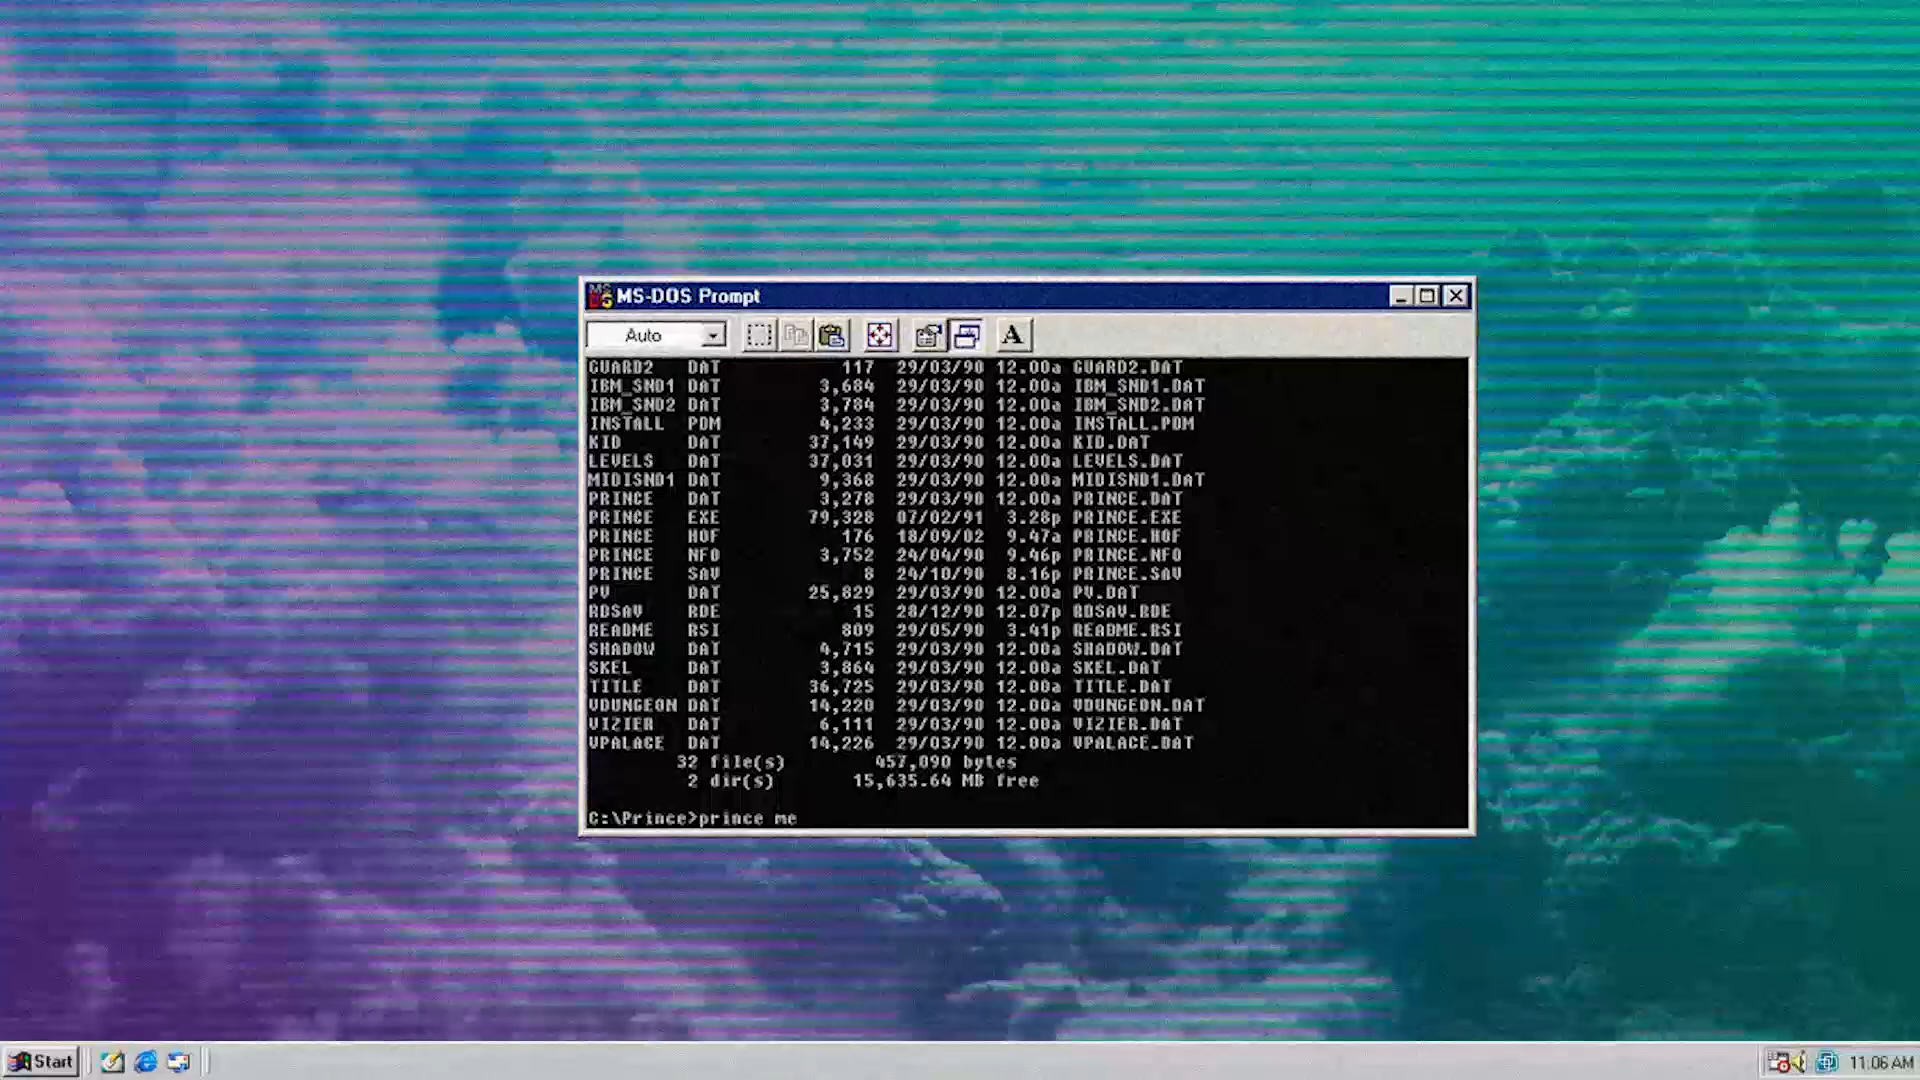 MS-DOS Prompt
Auto
A
GUARD2 DAT 117 29/03/90 12.00a GUARD2.DAT
IBM_SND1 DAT 3,684 29/03/90 12.00a IBM_SND1.DAT
IBM_SND2 DAT 3,784 29/03/90 12.00a IBM_SND2.DAT
INSTALL PDM 4,233 29/03/90 12.00a INSTALL.PDM
KID DAT 37,149 29/03/90 12.00a KID.DAT
LEVELS DAT 37,031 29/03/90 12.00a LEVELS.DAT
MIDISND1 DAT 9,368 29/03/90 12.00a MIDISND1.DAT
PRINCE DAT 3,278 29/03/90 12.00a PRINCE.DAT
PRINCE EXE 79,328 07/02/91 3.28p PRINCE.EXE
PRINCE HOF 176 18/09/02 9.47a PRINCE.HOF
PRINCE NFO 3,752 24/04/90 9.46p PRINCE.NFO
PRINCE SAV 8 24/10/90 8.16p PRINCE.SAV
PV DAT 25,829 29/03/90 12.00a PV.DAT
RDSAV RDE 15 28/12/90 12.07p RDSAV.RDE
README RSI 809 29/05/90 3.41p README.RSI
SHADOW DAT 4,715 29/03/90 12.00a SHADOW.DAT
SKEL DAT 3,864 29/03/90 12.00a SKEL.DAT
TITLE DAT 36,725 29/03/90 12.00a TITLE.DAT
VDUNGEON DAT 14,220 29/03/90 12.00a VDUNGEON.DAT
VIZIER DAT 6,111 29/03/90 12.00a VIZIER.DAT
VPALACE DAT 14,226 29/03/90 12.00a VPALACE.DAT
32 file(s) 457,090 bytes
2 dir(s) 15,635.64 MB free
C:\Prince>prince me
Start
11:06 AM